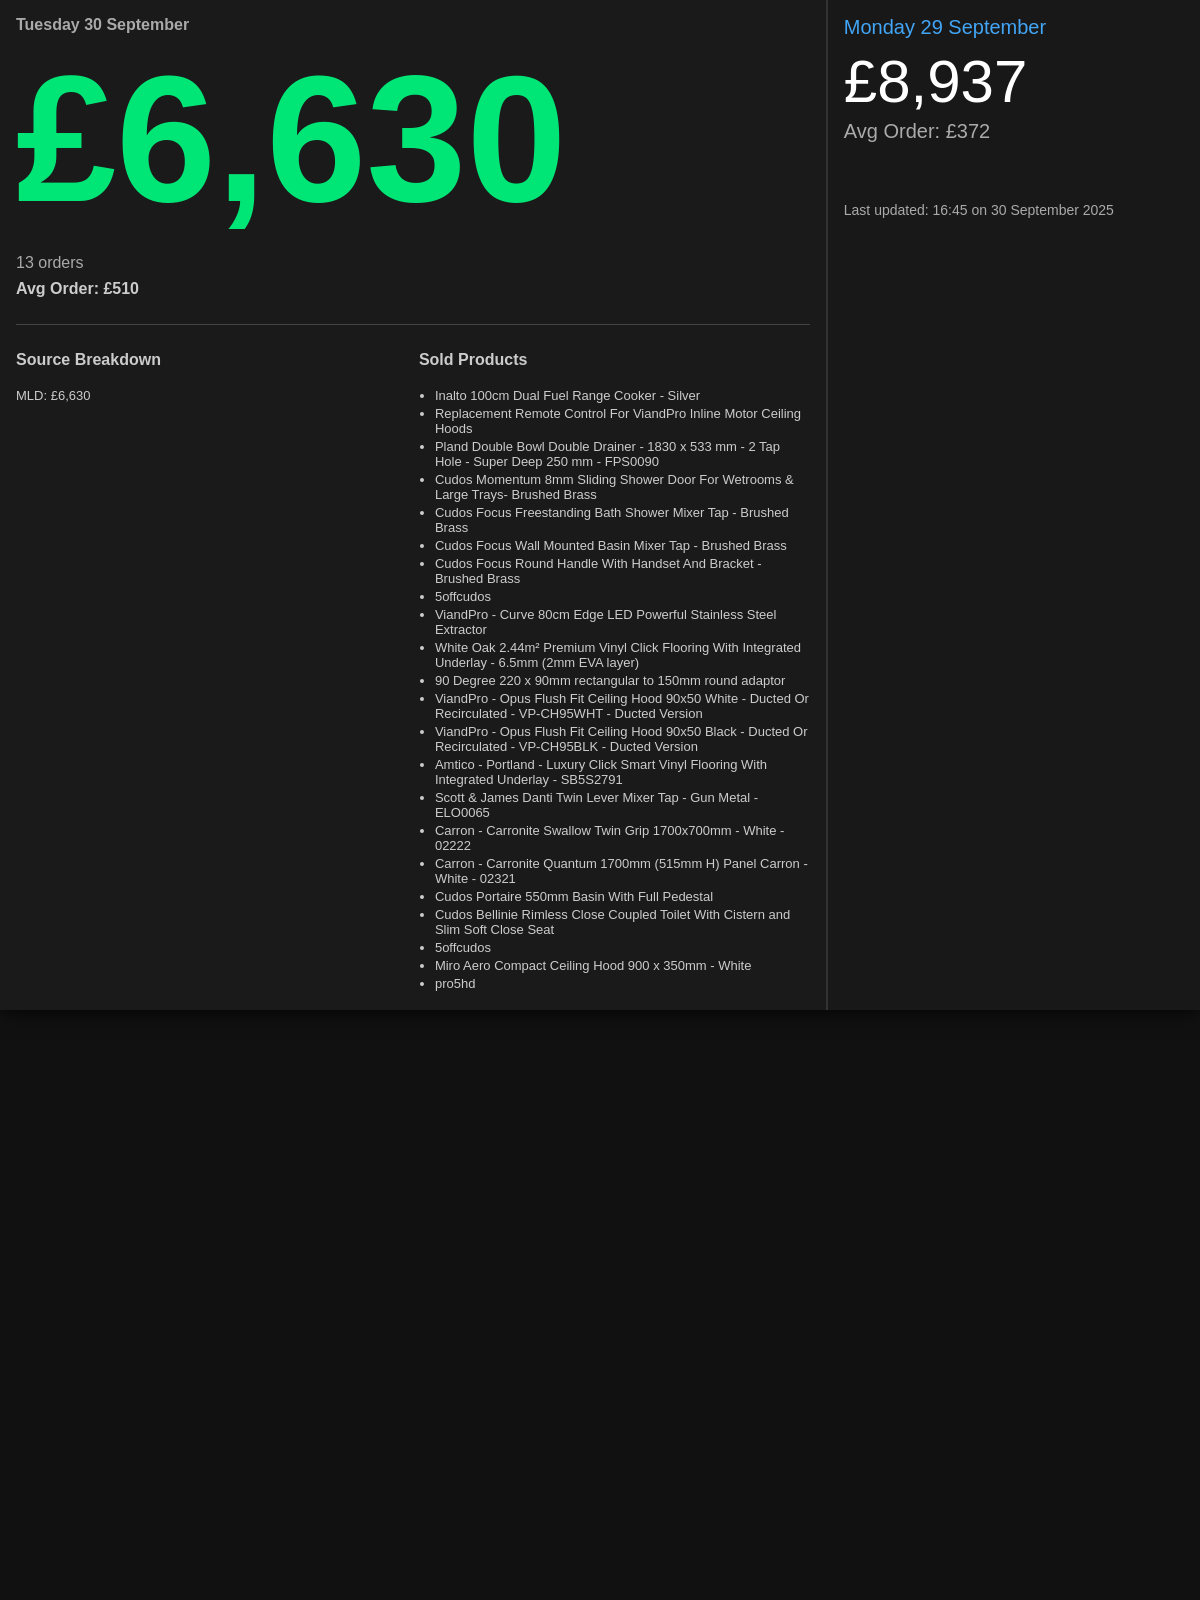 Tuesday 30 September
£6,630
13 orders
Avg Order: £510
Source Breakdown
MLD: £6,630
Sold Products
• Inalto 100cm Dual Fuel Range Cooker - Silver
• Replacement Remote Control For ViandPro Inline Motor Ceiling
Hoods
• Pland Double Bowl Double Drainer - 1830 x 533 mm - 2 Tap
Hole - Super Deep 250 mm - FPS0090
• Cudos Momentum 8mm Sliding Shower Door For Wetrooms &
Large Trays- Brushed Brass
• Cudos Focus Freestanding Bath Shower Mixer Tap - Brushed
Brass
• Cudos Focus Wall Mounted Basin Mixer Tap - Brushed Brass
• Cudos Focus Round Handle With Handset And Bracket -
Brushed Brass
• 5offcudos
• ViandPro - Curve 80cm Edge LED Powerful Stainless Steel
Extractor
• White Oak 2.44m² Premium Vinyl Click Flooring With Integrated
Underlay - 6.5mm (2mm EVA layer)
• 90 Degree 220 x 90mm rectangular to 150mm round adaptor
• ViandPro - Opus Flush Fit Ceiling Hood 90x50 White - Ducted Or
Recirculated - VP-CH95WHT - Ducted Version
• ViandPro - Opus Flush Fit Ceiling Hood 90x50 Black - Ducted Or
Recirculated - VP-CH95BLK - Ducted Version
• Amtico - Portland - Luxury Click Smart Vinyl Flooring With
Integrated Underlay - SB5S2791
• Scott & James Danti Twin Lever Mixer Tap - Gun Metal -
ELO0065
• Carron - Carronite Swallow Twin Grip 1700x700mm - White -
02222
• Carron - Carronite Quantum 1700mm (515mm H) Panel Carron -
White - 02321
• Cudos Portaire 550mm Basin With Full Pedestal
• Cudos Bellinie Rimless Close Coupled Toilet With Cistern and
Slim Soft Close Seat
• 5offcudos
• Miro Aero Compact Ceiling Hood 900 x 350mm - White
• pro5hd
Monday 29 September
£8,937
Avg Order: £372
Last updated: 16:45 on 30 September 2025